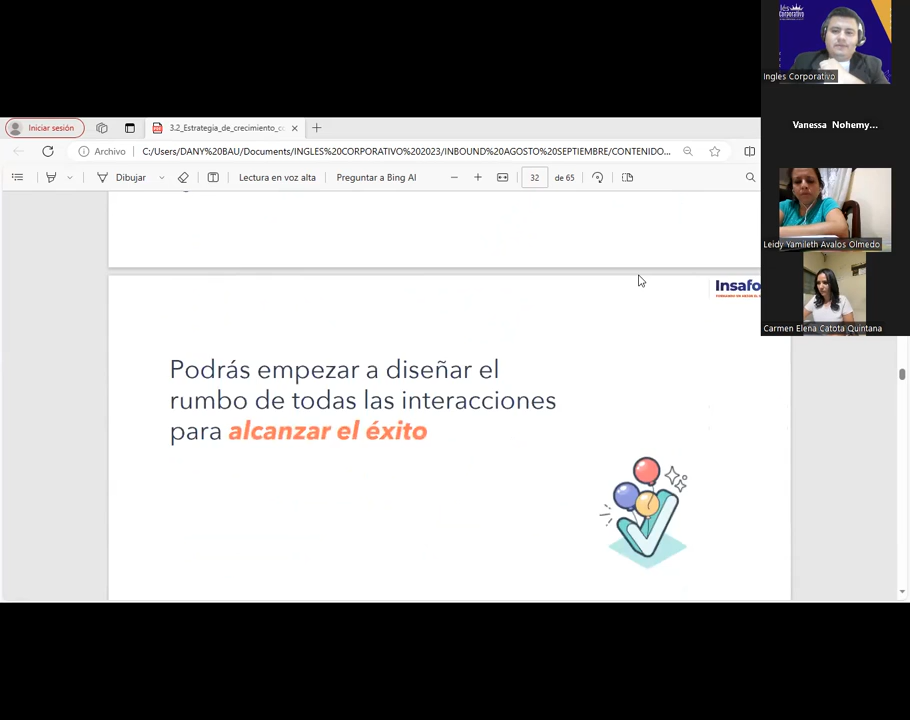 lés
Corporativo
Ingles Corporativo
Vanessa Nohemy...
Leidy Yamileth Avalos Olmedo
Carmen Elena Catota Quintana
Iniciar sesión
3.2_Estrategia_de_crecimiento_c
Archivo
C:/Users/DANY%20BAU/Documents/INGLES%20CORPORATIVO%202023/INBOUND%20AGOSTO%20SEPTIEMBRE/CONTENIDO...
Dibujar
Lectura en voz alta
Preguntar a Bing AI
32
de 65
Insafo
Podrás empezar a diseñar el
rumbo de todas las interacciones
para alcanzar el éxito